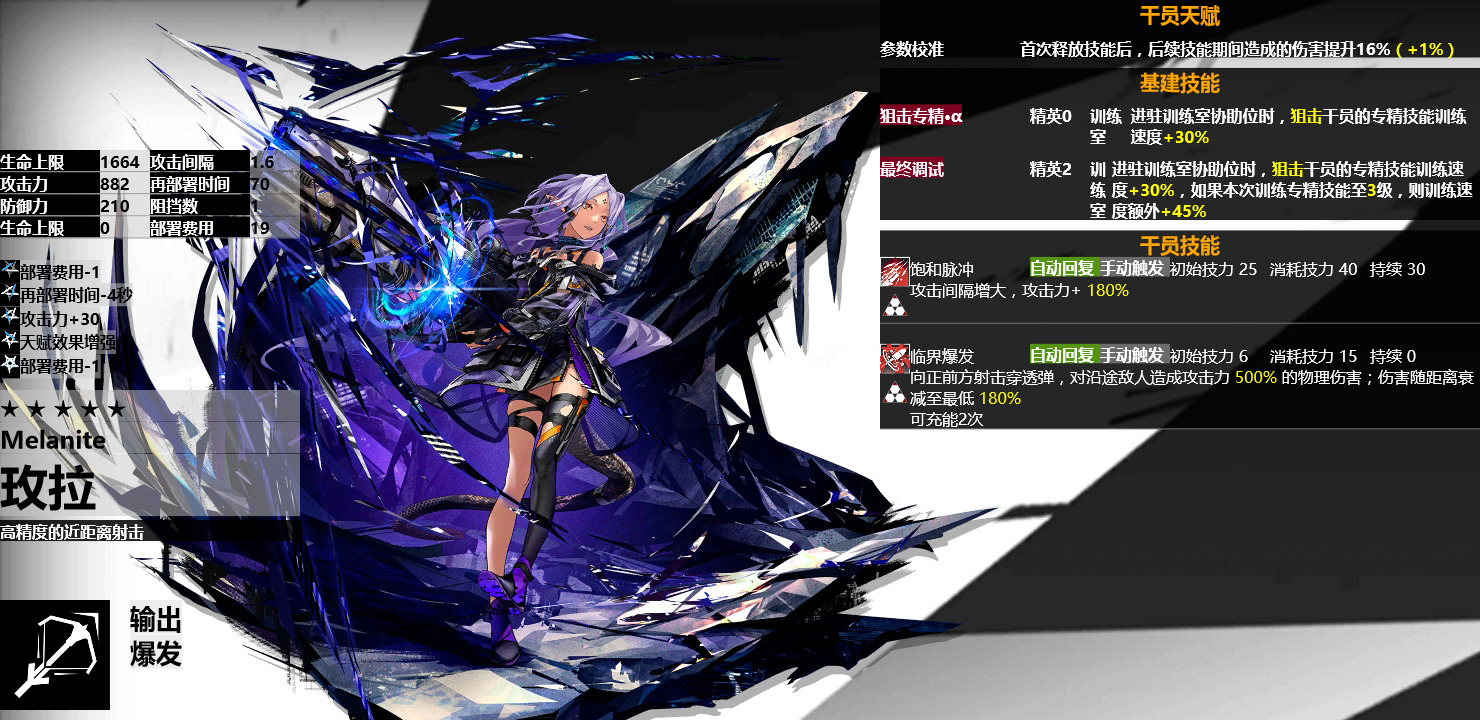 生命上限 1664 攻击间隔 1.6
攻击力 882 再部署时间 70
防御力 210 阻挡数 1
生命上限 0 部署费用 19
部署费用-1
再部署时间-4秒
攻击力+30
天赋效果增强
部署费用-1
★ ★ ★ ★ ★
Melanite
玫拉
高精度的近距离射击
输出
爆发
干员天赋
参数校准 首次释放技能后，后续技能期间造成的伤害提升16%（+1%）
基建技能
狙击专精·α 精英0 训练 进驻训练室协助位时，狙击干员的专精技能训练
室 速度+30%
最终调试 精英2 训 进驻训练室协助位时，狙击干员的专精技能训练速
练 度+30%，如果本次训练专精技能至3级，则训练速
室 度额外+45%
干员技能
饱和脉冲 自动回复 手动触发 初始技力 25 消耗技力 40 持续 30
攻击间隔增大，攻击力+ 180%
临界爆发 自动回复 手动触发 初始技力 6 消耗技力 15 持续 0
向正前方射击穿透弹，对沿途敌人造成攻击力 500% 的物理伤害；伤害随距离衰
减至最低 180%
可充能2次